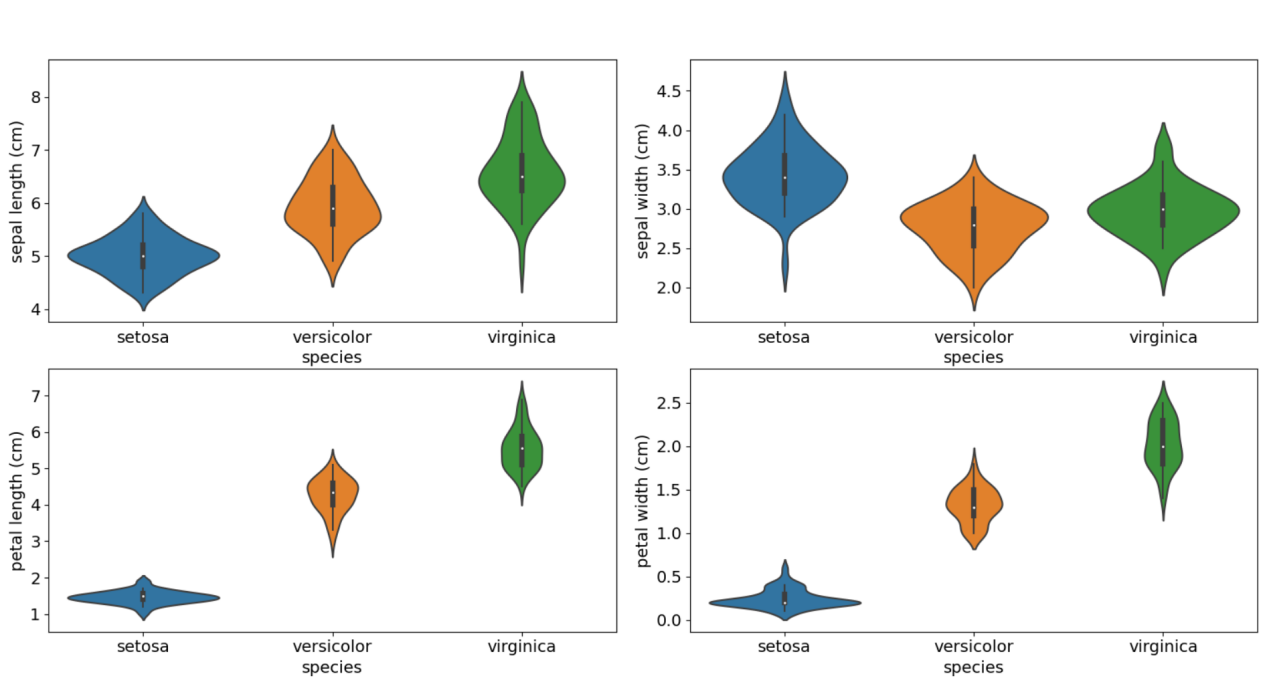 sepal length (cm)
8
7
6
5
4
setosa versicolor virginica
species
sepal width (cm)
4.5
4.0
3.5
3.0
2.5
2.0
setosa versicolor virginica
species
petal length (cm)
7
6
5
4
3
2
1
setosa versicolor virginica
species
petal width (cm)
2.5
2.0
1.5
1.0
0.5
0.0
setosa versicolor virginica
species